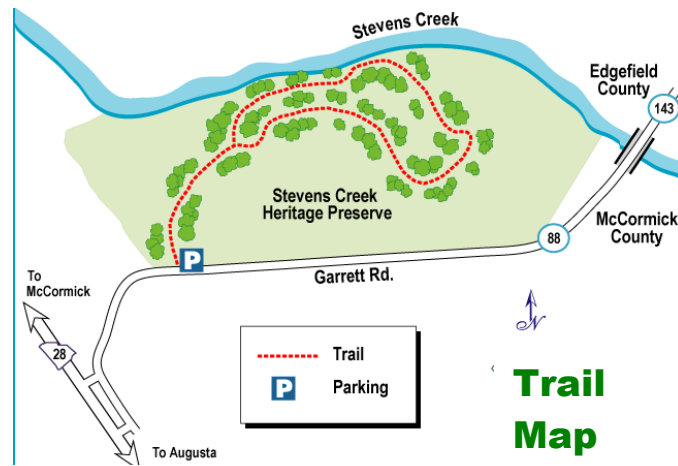 Stevens Creek
Edgefield
County
143
Stevens Creek
Heritage Preserve
McCormick
County
88
P
Garrett Rd.
To
McCormick
28
N
Trail
P
Parking
To Augusta
Trail
Map